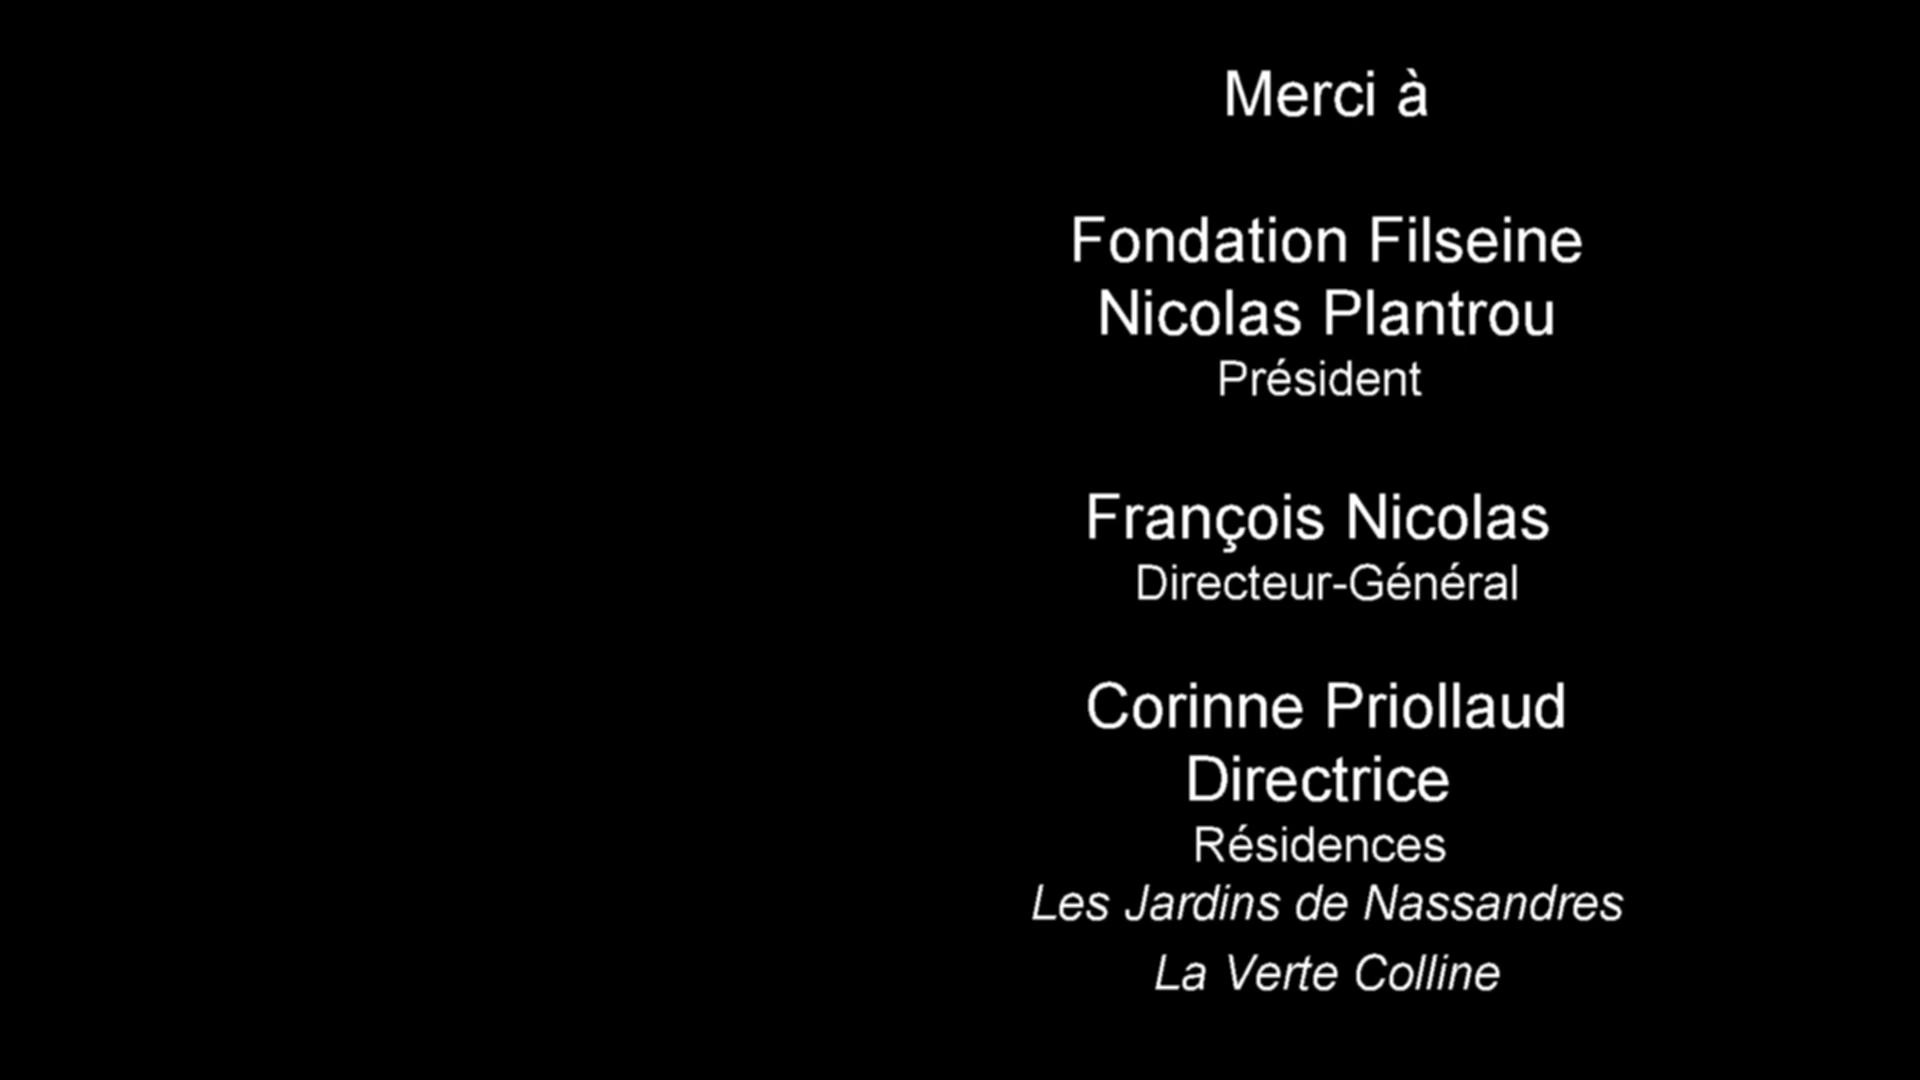 Merci à
Fondation Filseine
Nicolas Plantrou
Président
François Nicolas
Directeur-Général
Corinne Priollaud
Directrice
Résidences
Les Jardins de Nassandres
La Verte Colline